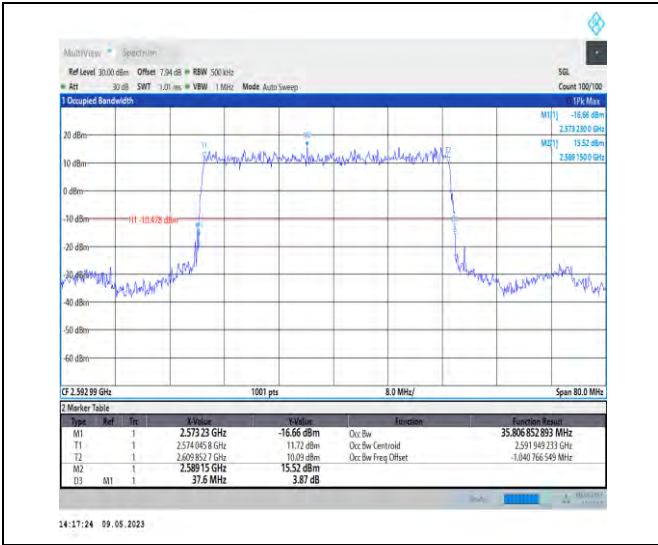 MultiView Spectrum
Ref Level 30.00 dBm Offset 7.94 dB RBW 500 kHz SGL
Att 30 dB SWT 1.01 ms VBW 1 MHz Mode Auto Sweep Count 100/100
1 Occupied Bandwidth 1Pk Max
M1[1] -16.66 dBm
2.573 230 0 GHz
M2[1] 15.52 dBm
2.589 150 0 GHz
20 dBm
T1 M2 T2
10 dBm
0 dBm
-10 dBm
H1 -10.478 dBm
-20 dBm
-30 dBm
-40 dBm
-50 dBm
-60 dBm
CF 2.592 99 GHz 1001 pts 8.0 MHz/ Span 80.0 MHz
2 Marker Table
Type Ref Trc X-Value Y-Value Function Function Result
M1 1 2.573 23 GHz -16.66 dBm Occ Bw 35.806 852 893 MHz
T1 1 2.574 045 8 GHz 11.72 dBm Occ Bw Centroid 2.591 949 233 GHz
T2 1 2.609 852 7 GHz 10.09 dBm Occ Bw Freq Offset -1.040 766 549 MHz
M2 1 2.589 15 GHz 15.52 dBm
D3 M1 1 37.6 MHz 3.87 dB
14:17:24 09.05.2023